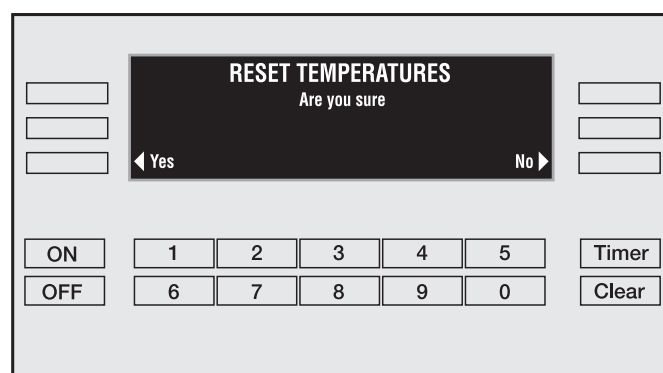 RESET TEMPERATURES
Are you sure
Yes No
ON 1 2 3 4 5 Timer
OFF 6 7 8 9 0 Clear